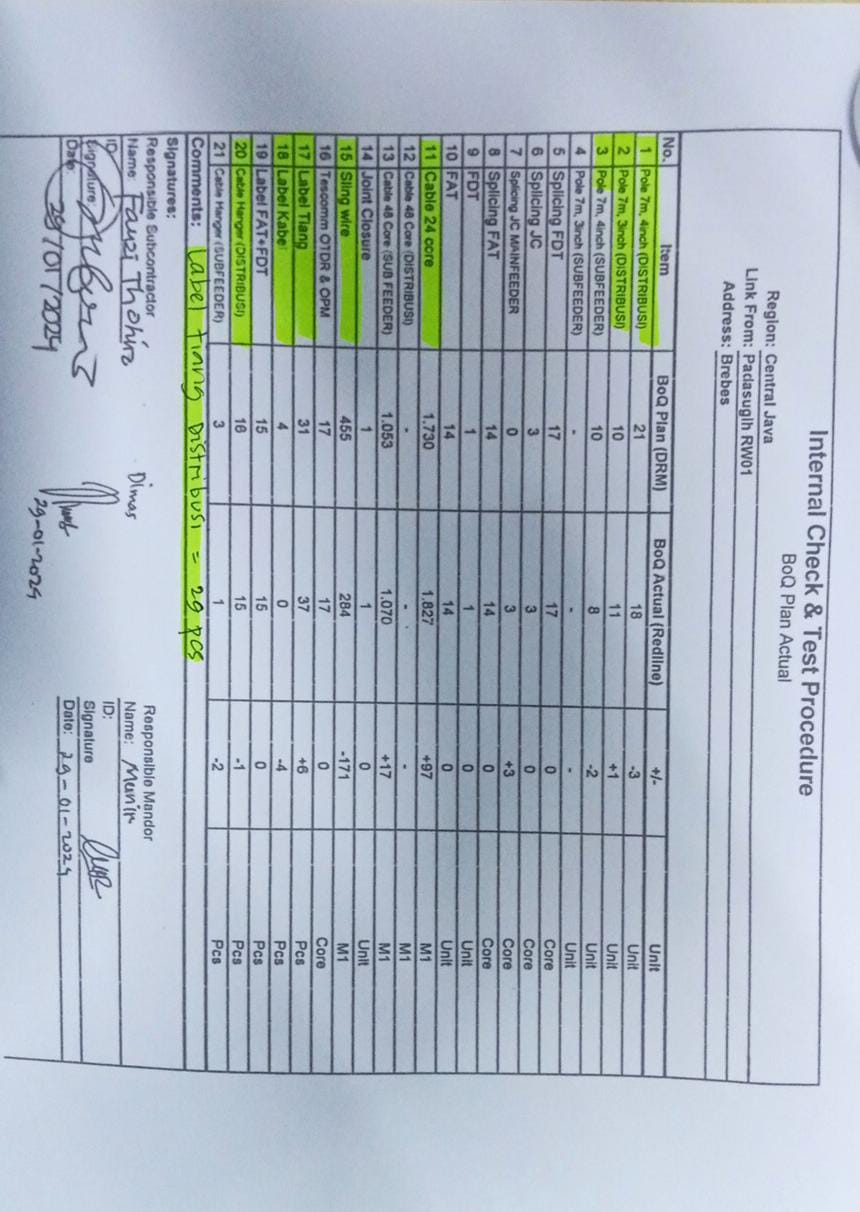 Internal Check & Test Procedure
BoQ Plan Actual
Region: Central Java
Link From: Padasugih RW01
Address: Brebes
No. Item BoQ Plan (DRM) BoQ Actual (Redline) +/- Unit
1 Pole 7m, 4inch (DISTRIBUSI) 21 18 -3 Unit
2 Pole 7m, 3inch (DISTRIBUSI) 10 11 +1 Unit
3 Pole 7m, 4inch (SUBFEEDER) 10 8 -2 Unit
4 Pole 7m, 3inch (SUBFEEDER) - - - Unit
5 Splicing FDT 17 17 0 Core
6 Splicing JC 3 3 0 Core
7 Splicing JC MAINFEEDER 0 3 +3 Core
8 Splicing FAT 14 14 0 Core
9 FDT 1 1 0 Unit
10 FAT 14 14 0 Unit
11 Cable 24 core 1.730 1.827 +97 M1
12 Cable 48 Core (DISTRIBUSI) - - - M1
13 Cable 48 Core (SUB FEEDER) 1.053 1.070 +17 M1
14 Joint Closure 1 1 0 Unit
15 Sling wire 455 284 -171 M1
16 Tescomm OTDR & OPM 17 17 0 Core
17 Label Tiang 31 37 +6 Pcs
18 Label Kabel 4 0 -4 Pcs
19 Label FAT+FDT 15 15 0 Pcs
20 Cable Hanger (DISTRIBUSI) 16 15 -1 Pcs
21 Cable Hanger (SUBFEEDER) 3 1 -2 Pcs
Comments: Label tiang Distribusi = 29 pcs
Signatures:
Responsible Subcontractor Responsible Mandor
Name: Fauzi Thohir Dimas Name: Munir
ID: ID:
Signature Signature
Date: 29/01/2024 29-01-2024 Date: 29-01-2024